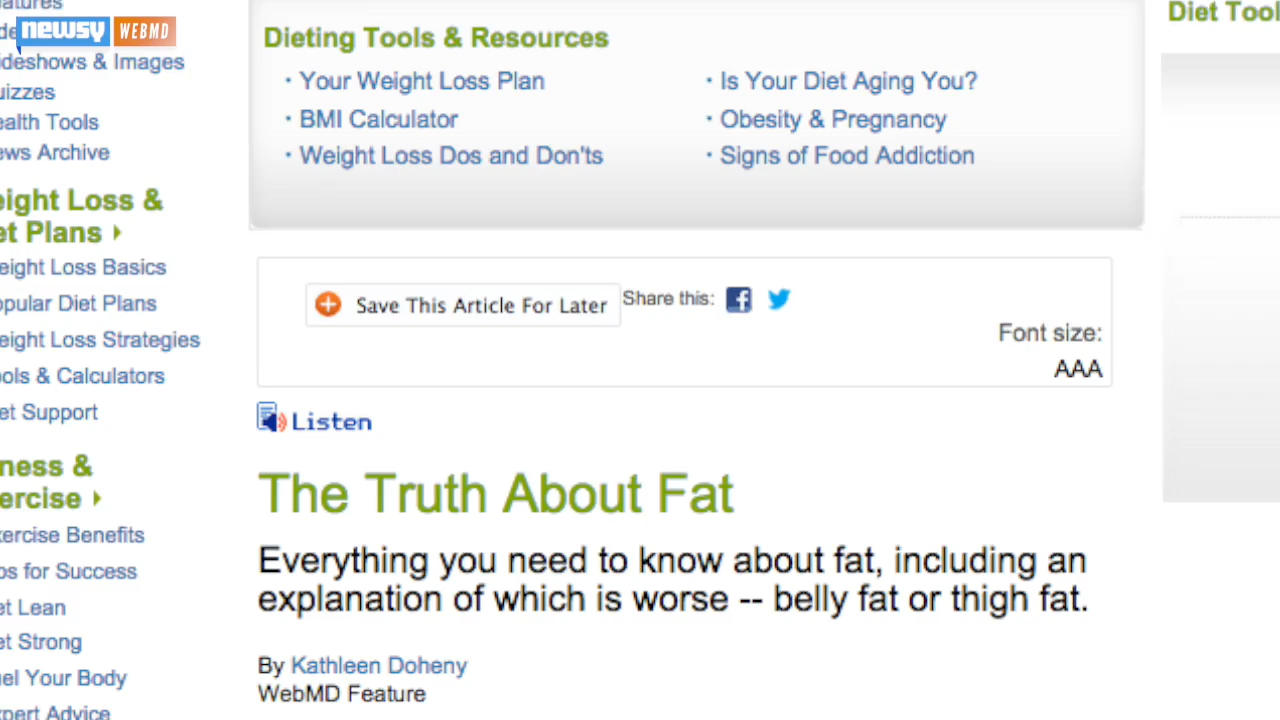 eatures
newsy WEBMD
ideshows & Images
uizzes
ealth Tools
ews Archive
eight Loss &
et Plans
eight Loss Basics
opular Diet Plans
eight Loss Strategies
ools & Calculators
et Support
ness &
ercise
xercise Benefits
ps for Success
et Lean
et Strong
uel Your Body
xpert Advice
Dieting Tools & Resources
· Your Weight Loss Plan
· BMI Calculator
· Weight Loss Dos and Don'ts
· Is Your Diet Aging You?
· Obesity & Pregnancy
· Signs of Food Addiction
Diet Tool
Save This Article For Later
Share this:
Font size:
AAA
Listen
The Truth About Fat
Everything you need to know about fat, including an
explanation of which is worse -- belly fat or thigh fat.
By Kathleen Doheny
WebMD Feature